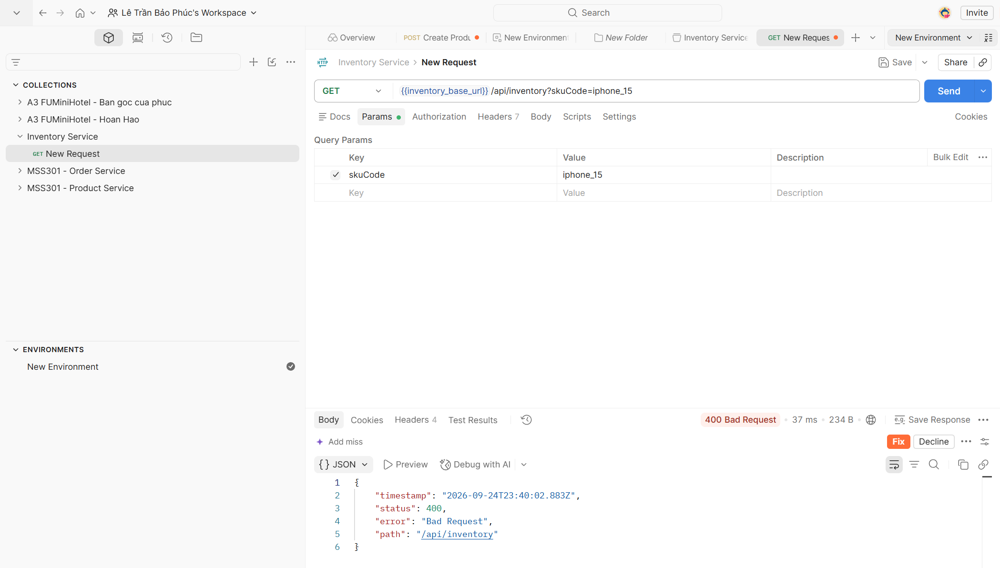 Lê Trần Bảo Phúc's Workspace
Search
Invite
Overview
POST Create Produ
New Environment
New Folder
Inventory Service
GET New Reques
New Environment
Inventory Service > New Request
Save
Share
COLLECTIONS
A3 FUMiniHotel - Ban goc cua phuc
A3 FUMiniHotel - Hoan Hao
Inventory Service
GET New Request
MSS301 - Order Service
MSS301 - Product Service
ENVIRONMENTS
New Environment
HTTP
GET
{{inventory_base_url}} /api/inventory?skuCode=iphone_15
Send
Docs Params Authorization Headers 7 Body Scripts Settings
Cookies
Query Params
Key Value Description Bulk Edit
skuCode iphone_15
Key Value Description
Body Cookies Headers 4 Test Results
400 Bad Request • 37 ms • 234 B
e.g. Save Response
Add miss
Fix Decline
{} JSON Preview Debug with AI
1 {
2 "timestamp": "2026-09-24T23:40:02.883Z",
3 "status": 400,
4 "error": "Bad Request",
5 "path": "/api/inventory"
6 }